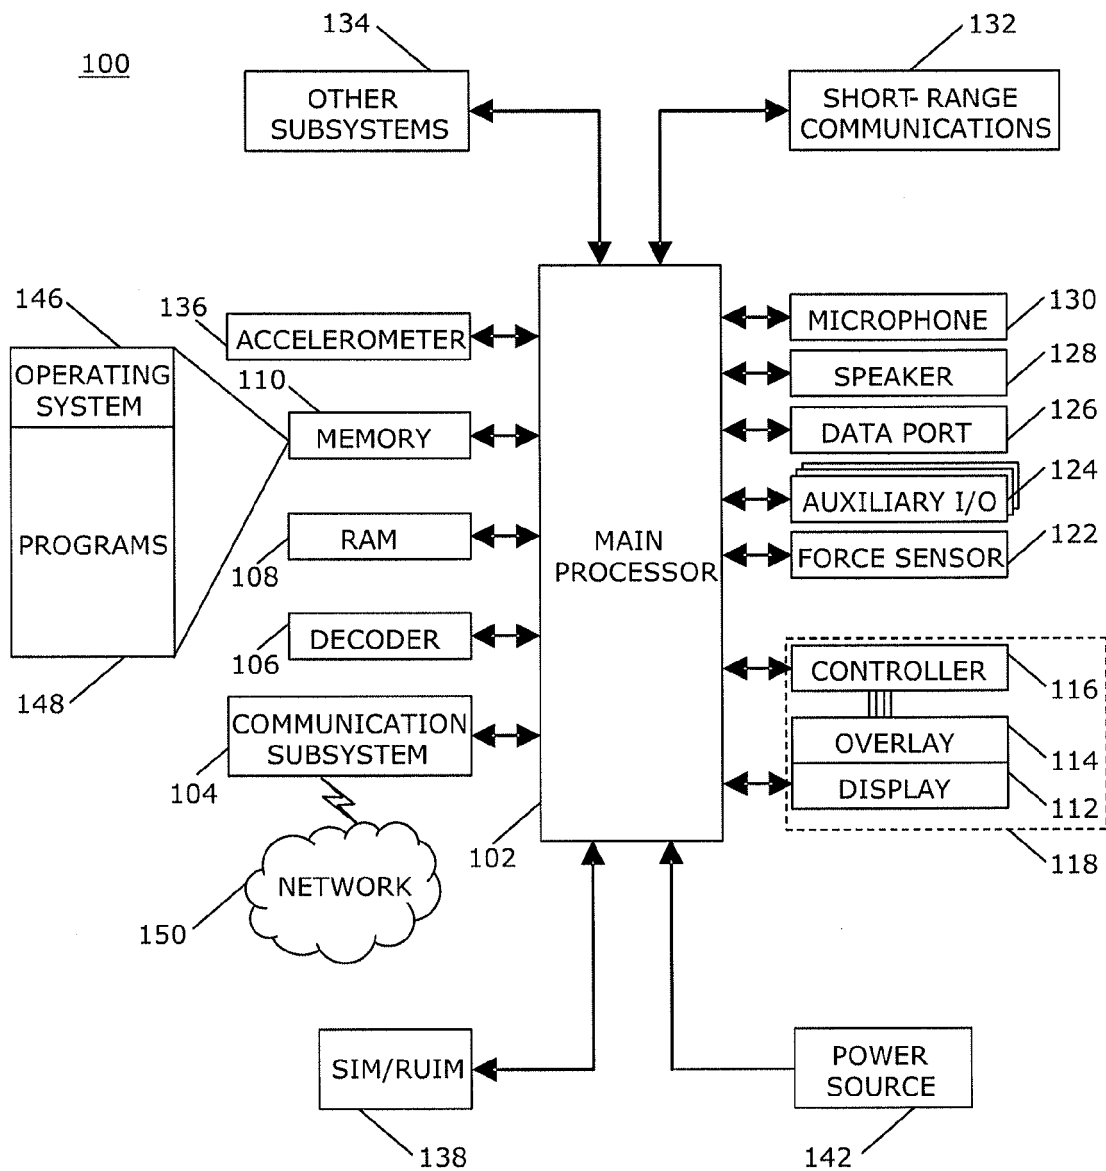 134
132
100
OTHER
SUBSYSTEMS
SHORT-RANGE
COMMUNICATIONS
146
136
ACCELEROMETER
MICROPHONE
130
OPERATING
SYSTEM
110
MEMORY
SPEAKER
128
DATA PORT
126
AUXILIARY I/O
124
PROGRAMS
RAM
108
MAIN
PROCESSOR
FORCE SENSOR
122
DECODER
106
CONTROLLER
116
148
COMMUNICATION
SUBSYSTEM
104
OVERLAY
114
DISPLAY
112
102
118
NETWORK
150
SIM/RUIM
138
POWER
SOURCE
142